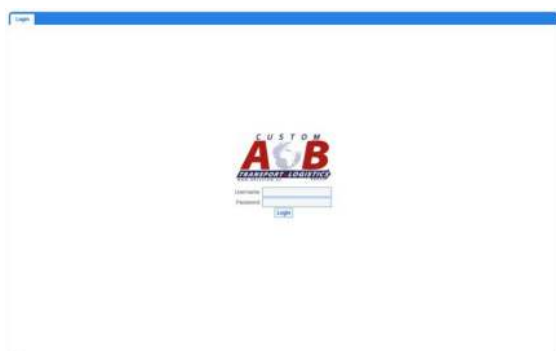 Login
CUSTOM
A B
TRANSPORT LOGISTICS
Username
Password
Login